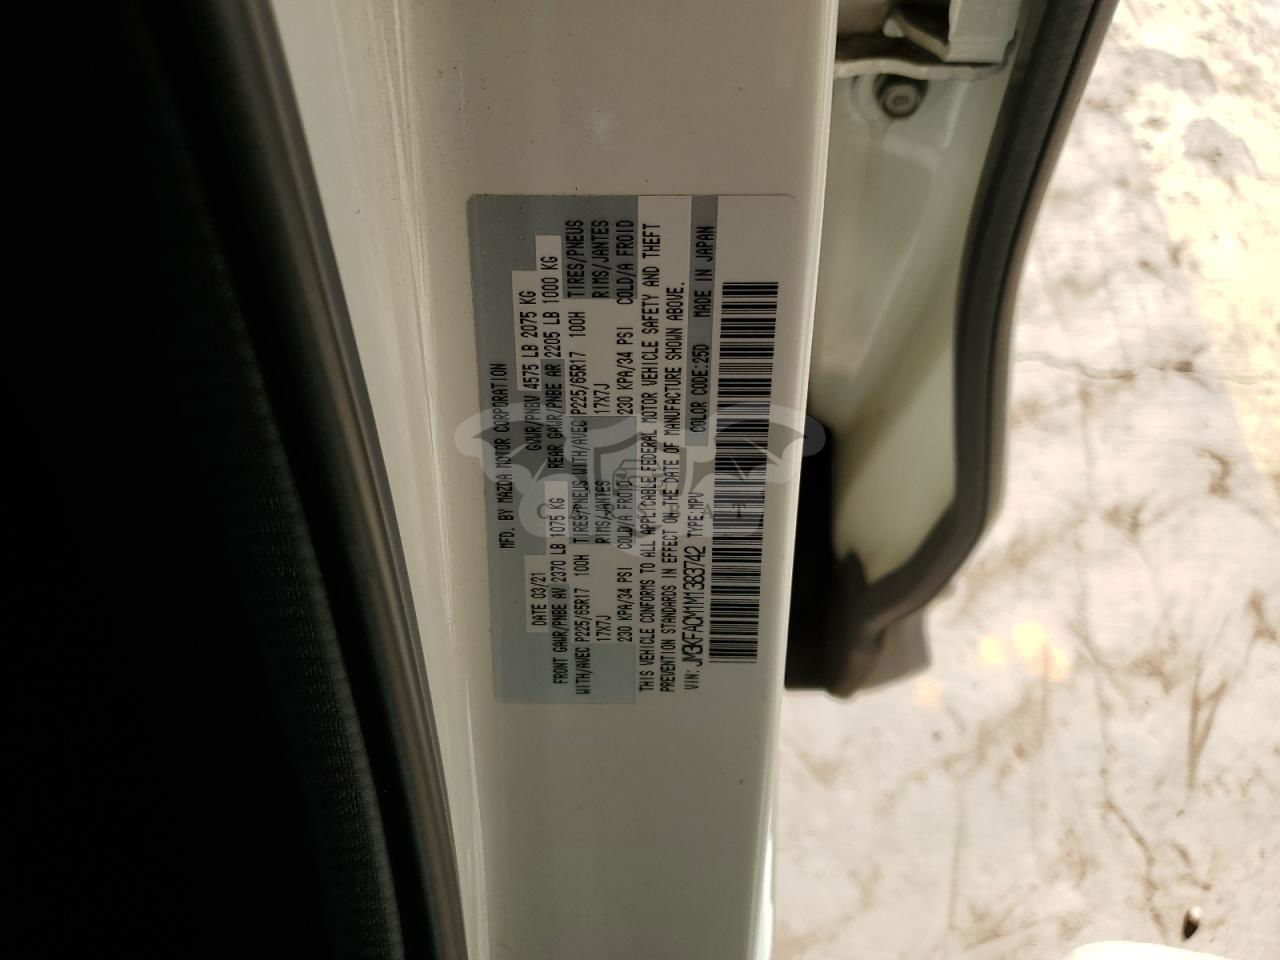 MFD. BY MAZDA MOTOR CORPORATION
DATE 03/21 GVWR/PNBV 4575 LB 2075 KG
FRONT GAWR/PNBE AV 2370 LB 1075 KG REAR GAWR/PNBE AR 2205 LB 1000 KG
WITH/AVEC P225/65R17 100H TIRES/PNEUS WITH/AVEC P225/65R17 100H TIRES/PNEUS
17X7J RIMS/JANTES 17X7J RIMS/JANTES
230 KPA/34 PSI COLD/A FROID 230 KPA/34 PSI COLD/A FROID
THIS VEHICLE CONFORMS TO ALL APPLICABLE FEDERAL MOTOR VEHICLE SAFETY AND THEFT
PREVENTION STANDARDS IN EFFECT ON THE DATE OF MANUFACTURE SHOWN ABOVE.
VIN: JM3KFACM1M1383742 TYPE:MPV COLOR CODE:25D MADE IN JAPAN